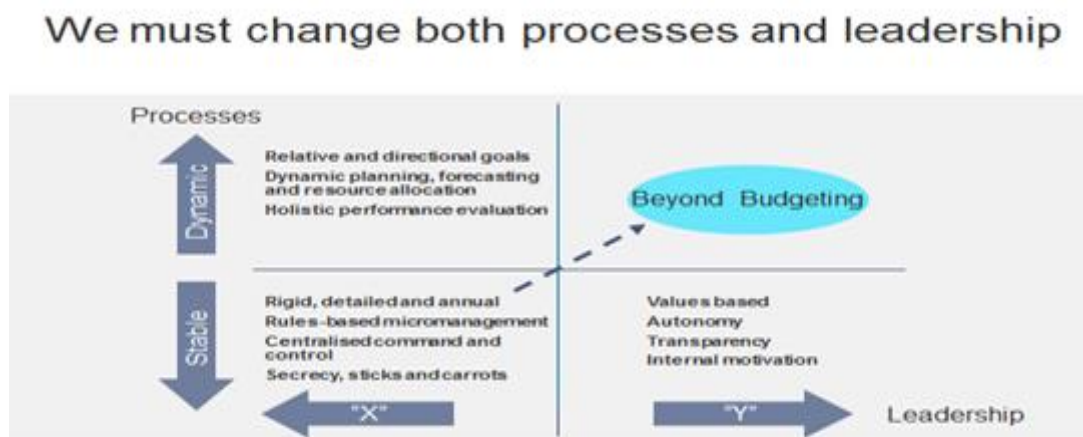 We must change both processes and leadership
Processes
Dynamic
Relative and directional goals
Dynamic planning, forecasting
and resource allocation
Holistic performance evaluation
Beyond Budgeting
Stable
Rigid, detailed and annual
Rules-based micromanagement
Centralised command and
control
Secrecy, sticks and carrots
Values based
Autonomy
Transparency
Internal motivation
"X"
"Y"
Leadership